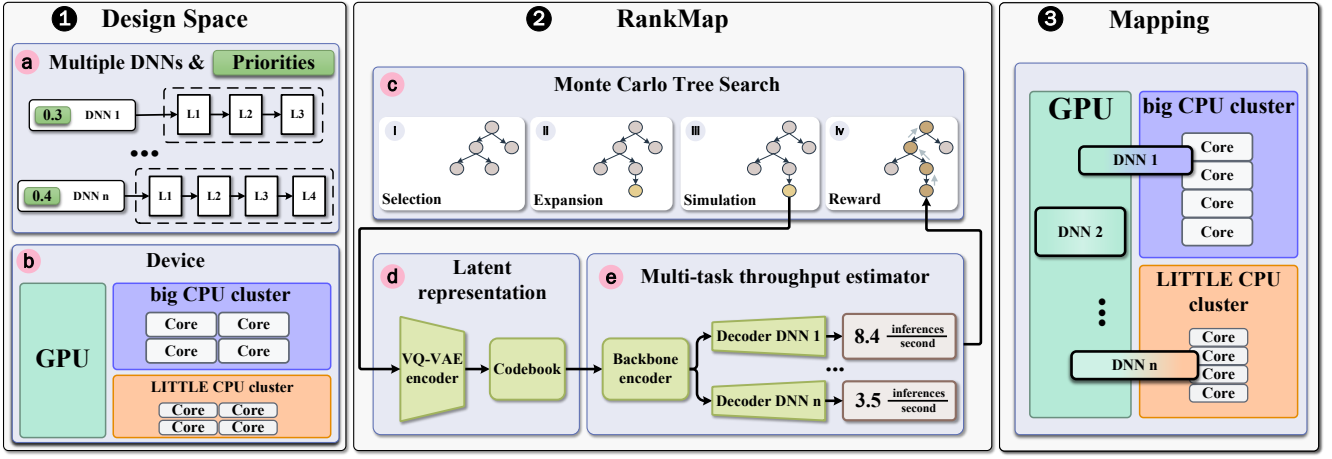 1 Design Space
a Multiple DNNs & Priorities
0.3 DNN 1 L1 L2 L3
•••
0.4 DNN n L1 L2 L3 L4
b Device
GPU
big CPU cluster
Core Core
Core Core
LITTLE CPU cluster
Core Core
Core Core
2 RankMap
c Monte Carlo Tree Search
I II III IV
Selection Expansion Simulation Reward
d Latent
representation
VQ-VAE
encoder
Codebook
e Multi-task throughput estimator
Backbone
encoder
Decoder DNN 1 8.4 inferences
second
•••
Decoder DNN n 3.5 inferences
second
3 Mapping
GPU
big CPU cluster
DNN 1
Core
Core
Core
Core
DNN 2
LITTLE CPU
cluster
DNN n
Core
Core
Core
Core